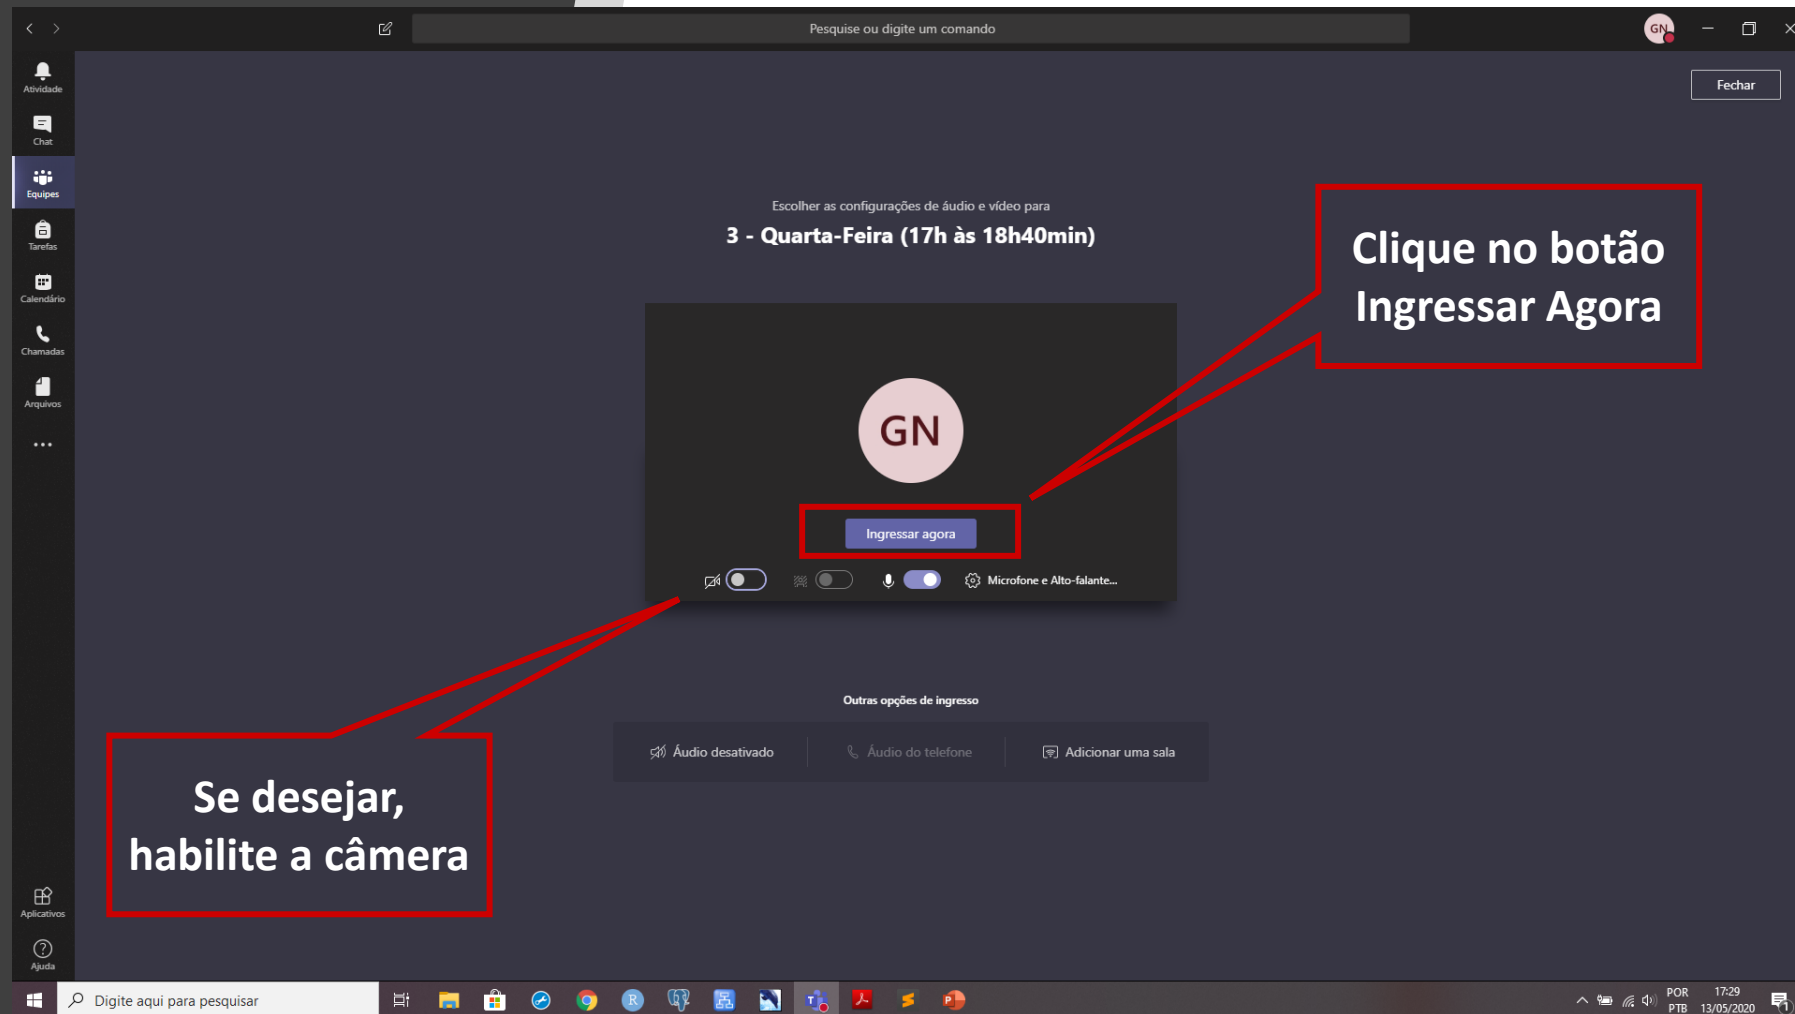 Pesquise ou digite um comando
GN
Atividade
Chat
Equipes
Tarefas
Calendário
Chamadas
Arquivos
Aplicativos
Ajuda
Fechar
Escolher as configurações de áudio e vídeo para
3 - Quarta-Feira (17h às 18h40min)
Clique no botão
Ingressar Agora
GN
Ingressar agora
Microfone e Alto-falante...
Outras opções de ingresso
Áudio desativado
Áudio do telefone
Adicionar uma sala
Se desejar,
habilite a câmera
Digite aqui para pesquisar
R
POR
PTB
17:29
13/05/2020
1